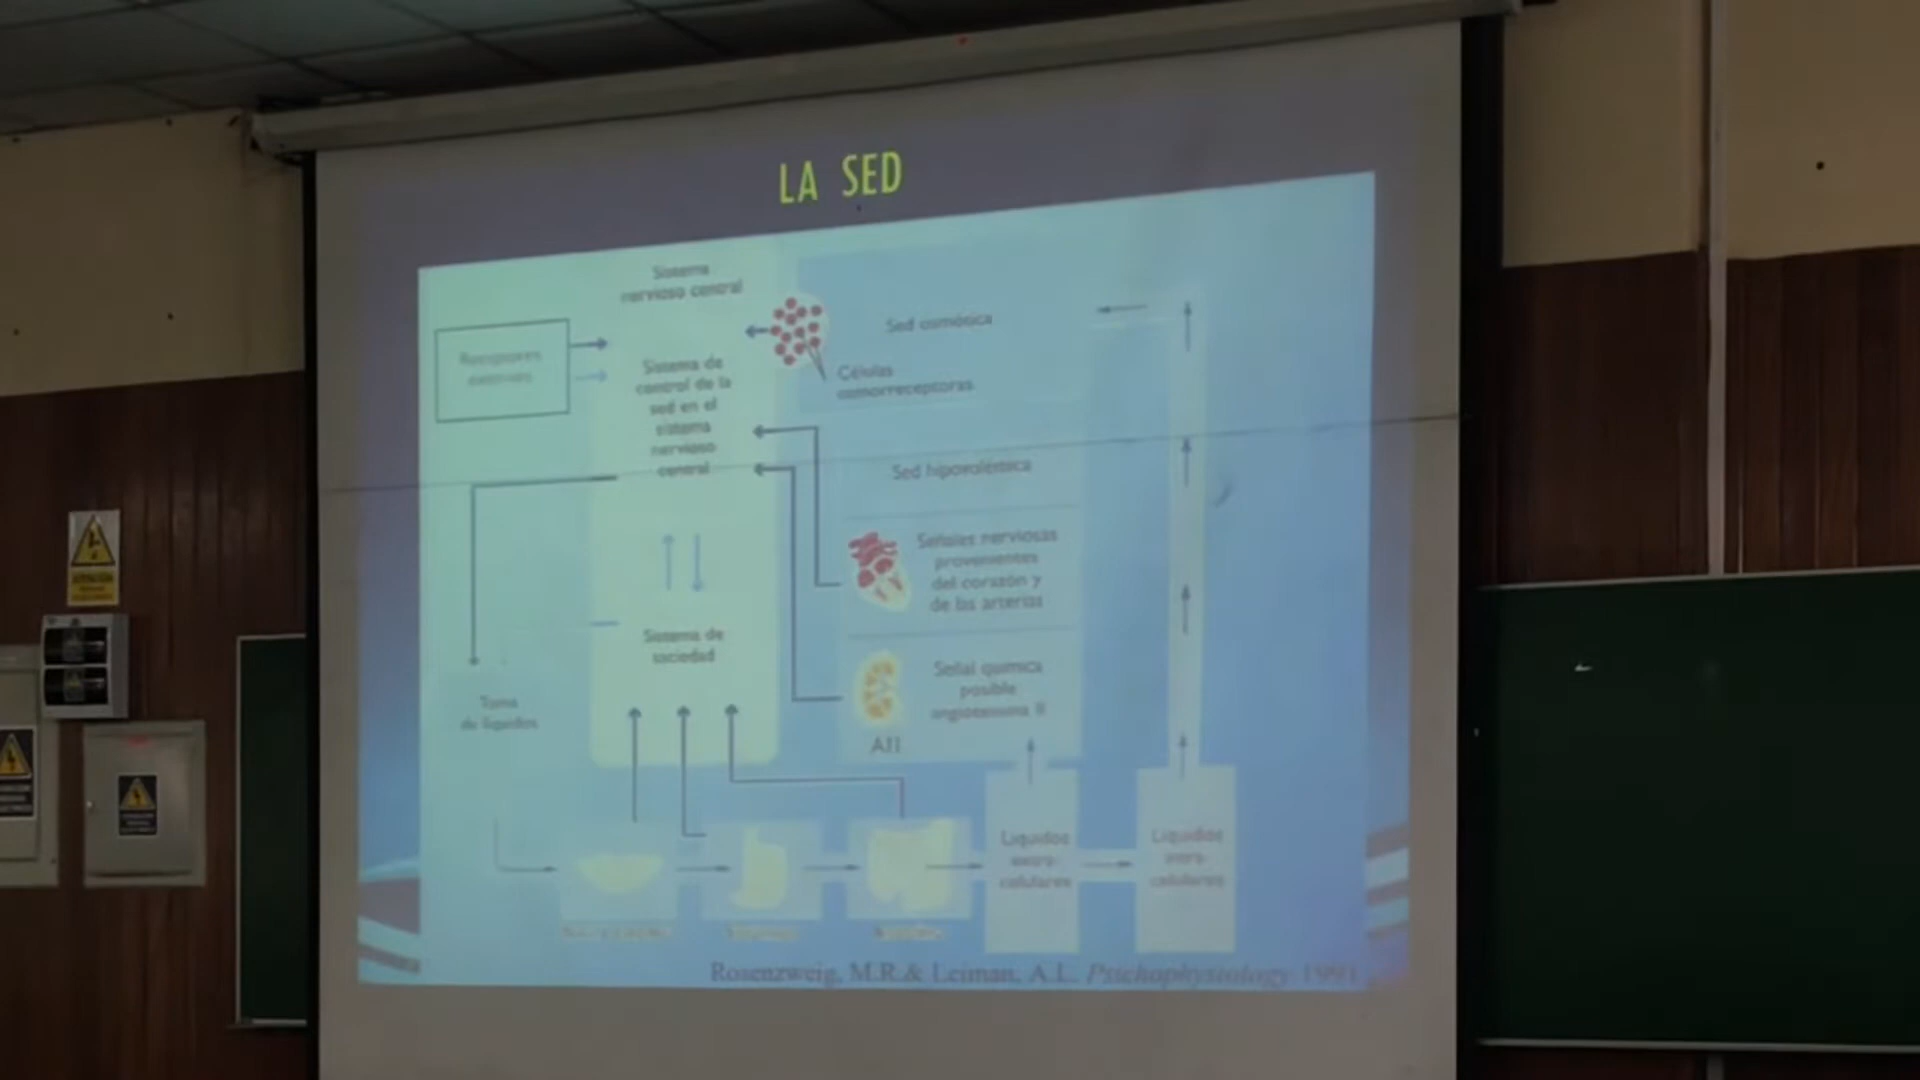 LA SED
Sistema
nervioso central
Receptores
externos
Sistema de
control de la
sed en el
sistema
nervioso
central
Sed osmótica
Células
osmorreceptoras
Sed hipovolémica
Señales nerviosas
provenientes
del corazón y
de las arterias
Sistema de
saciedad
Señal química
posible
angiotensina II
AII
Toma
de líquidos
Líquidos
extra-
celulares
Líquidos
intra-
celulares
Rosenzweig, M.R.& Leiman, A.L.